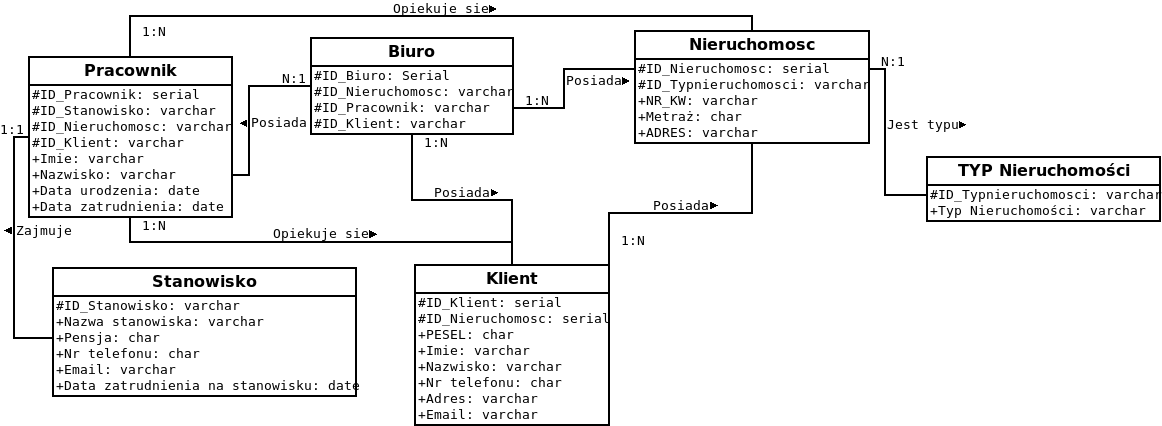 Opiekuje sie
1:N
Pracownik
#ID_Pracownik: serial
#ID_Stanowisko: varchar
#ID_Nieruchomosc: varchar
#ID_Klient: varchar
+Imie: varchar
+Nazwisko: varchar
+Data urodzenia: date
+Data zatrudnienia: date
N:1
Posiada
Biuro
#ID_Biuro: Serial
#ID_Nieruchomosc: varchar
#ID_Pracownik: varchar
#ID_Klient: varchar
1:N
Posiada
Nieruchomosc
#ID_Nieruchomosc: serial
#ID_Typnieruchomosc: varchar
+NR_KW: varchar
+Metraż: char
+ADRES: varchar
N:1
Jest typu
TYP Nieruchomości
#ID_Typnieruchomosci: varchar
+Typ Nieruchomości: varchar
1:1
Zajmuje
1:N
Opiekuje sie
1:N
Posiada
Posiada
1:N
Stanowisko
#ID_Stanowisko: varchar
+Nazwa stanowiska: varchar
+Pensja: char
+Nr telefonu: char
+Email: varchar
+Data zatrudnienia na stanowisku: date
Klient
#ID_Klient: serial
#ID_Nieruchomosc: serial
+PESEL: char
+Imie: varchar
+Nazwisko: varchar
+Nr telefonu: char
+Adres: varchar
+Email: varchar